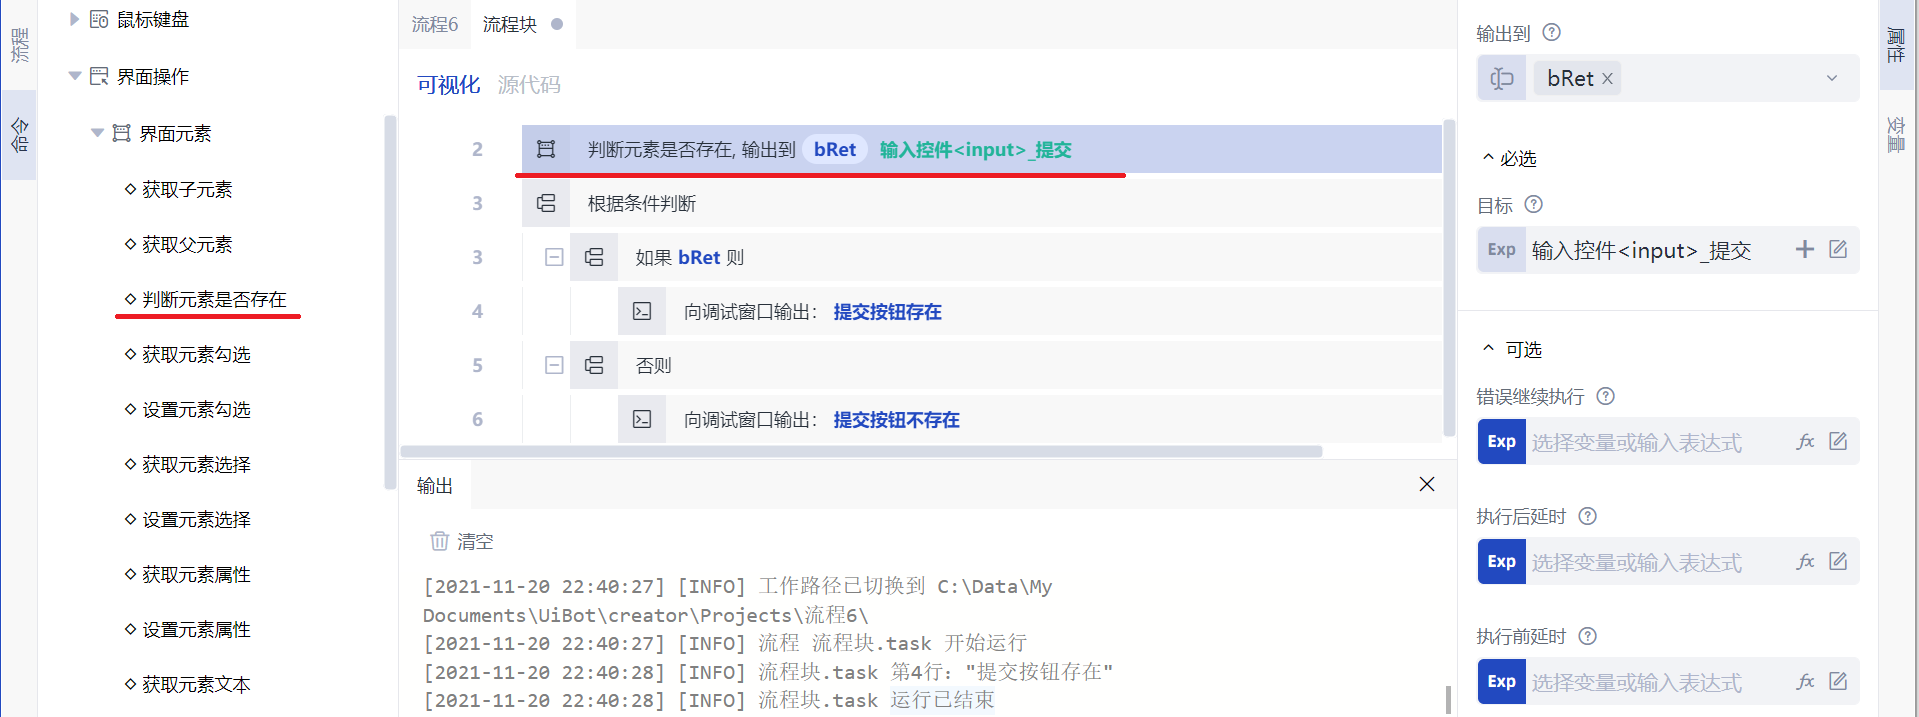 流程
命令
鼠标键盘
界面操作
界面元素
获取子元素
获取父元素
判断元素是否存在
获取元素勾选
设置元素勾选
获取元素选择
设置元素选择
获取元素属性
设置元素属性
获取元素文本
流程6 流程块
可视化 源代码
2 判断元素是否存在, 输出到 bRet 输入控件<input>_提交
3 根据条件判断
3 如果 bRet 则
4 向调试窗口输出： 提交按钮存在
5 否则
6 向调试窗口输出： 提交按钮不存在
输出
清空
[2021-11-20 22:40:27] [INFO] 工作路径已切换到 C:\Data\My
Documents\UiBot\creator\Projects\流程6\
[2021-11-20 22:40:27] [INFO] 流程 流程块.task 开始运行
[2021-11-20 22:40:28] [INFO] 流程块.task 第4行："提交按钮存在"
[2021-11-20 22:40:28] [INFO] 流程块.task 运行已结束
输出到
bRet
必选
目标
Exp 输入控件<input>_提交
可选
错误继续执行
Exp 选择变量或输入表达式 fx
执行后延时
Exp 选择变量或输入表达式 fx
执行前延时
Exp 选择变量或输入表达式 fx
属性
变量